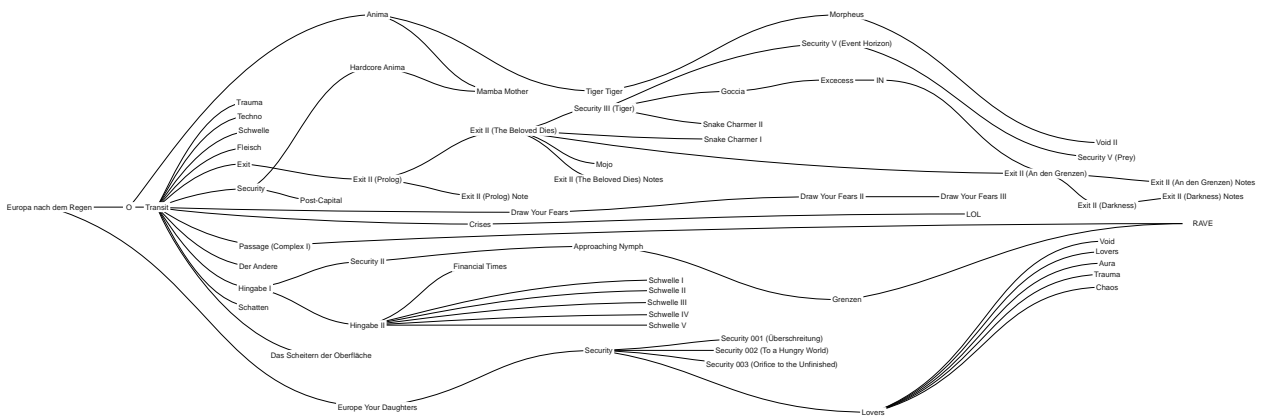 Anima
Morpheus
Security V (Event Horizon)
Hardcore Anima
Excecess
IN
Mamba Mother
Tiger Tiger
Goccia
Trauma
Security III (Tiger)
Techno
Snake Charmer II
Schwelle
Exit II (The Beloved Dies)
Snake Charmer I
Void II
Fleisch
Security V (Prey)
Exit
Mojo
Exit II (An den Grenzen)
Exit II (Prolog)
Exit II (The Beloved Dies) Notes
Exit II (An den Grenzen) Notes
Security
Exit II (Prolog) Note
Post-Capital
Draw Your Fears II
Draw Your Fears III
Exit II (Darkness) Notes
Exit II (Darkness)
Europa nach dem Regen
O
Transit
Draw Your Fears
LOL
Crises
RAVE
Passage (Complex I)
Approaching Nymph
Void
Lovers
Security II
Der Andere
Financial Times
Aura
Trauma
Schwelle I
Hingabe I
Schwelle II
Chaos
Grenzen
Schwelle III
Schatten
Schwelle IV
Hingabe II
Schwelle V
Security 001 (Überschreitung)
Das Scheitern der Oberfläche
Security
Security 002 (To a Hungry World)
Security 003 (Orifice to the Unfinished)
Europe Your Daughters
Lovers